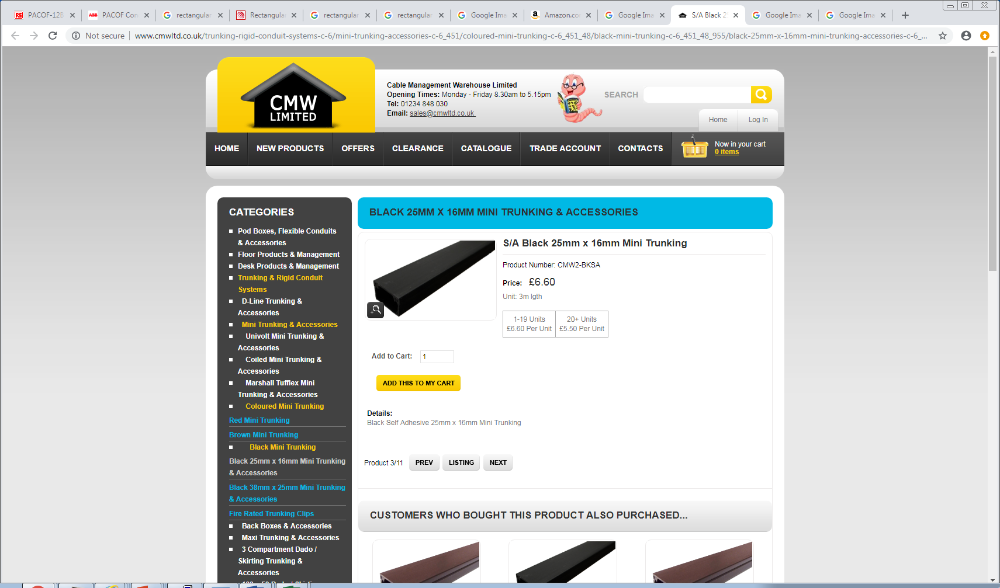 PACOF-12B
PACOF Con
rectangular
Rectangular
rectangular
rectangular
Google Ima
Amazon.co
Google Ima
S/A Black 2
Google Ima
Google Ima
Not secure
www.cmwltd.co.uk/trunking-rigid-conduit-systems-c-6/mini-trunking-accessories-c-6_451/coloured-mini-trunking-c-6_451_48/black-mini-trunking-c-6_451_48_955/black-25mm-x-16mm-mini-trunking-accessories-c-6_...
CMW
LIMITED
Cable Management Warehouse Limited
Opening Times: Monday - Friday 8.30am to 5.15pm
Tel: 01234 848 030
Email: sales@cmwltd.co.uk
SEARCH
Home
Log In
HOME
NEW PRODUCTS
OFFERS
CLEARANCE
CATALOGUE
TRADE ACCOUNT
CONTACTS
Now in your cart
0 items
CATEGORIES
Pod Boxes, Flexible Conduits
& Accessories
Floor Products & Management
Desk Products & Management
Trunking & Rigid Conduit
Systems
D-Line Trunking &
Accessories
Mini Trunking & Accessories
Univolt Mini Trunking &
Accessories
Coiled Mini Trunking &
Accessories
Marshall Tufflex Mini
Trunking & Accessories
Coloured Mini Trunking
Red Mini Trunking
Brown Mini Trunking
Black Mini Trunking
Black 25mm x 16mm Mini Trunking
& Accessories
Black 38mm x 25mm Mini Trunking
& Accessories
Fire Rated Trunking Clips
Back Boxes & Accessories
Maxi Trunking & Accessories
3 Compartment Dado /
Skirting Trunking &
Accessories
BLACK 25MM X 16MM MINI TRUNKING & ACCESSORIES
S/A Black 25mm x 16mm Mini Trunking
Product Number: CMW2-BKSA
Price: £6.60
Unit: 3m lgth
1-19 Units
£6.60 Per Unit
20+ Units
£5.50 Per Unit
Add to Cart: 1
ADD THIS TO MY CART
Details:
Black Self Adhesive 25mm x 16mm Mini Trunking
Product 3/11
PREV
LISTING
NEXT
CUSTOMERS WHO BOUGHT THIS PRODUCT ALSO PURCHASED...